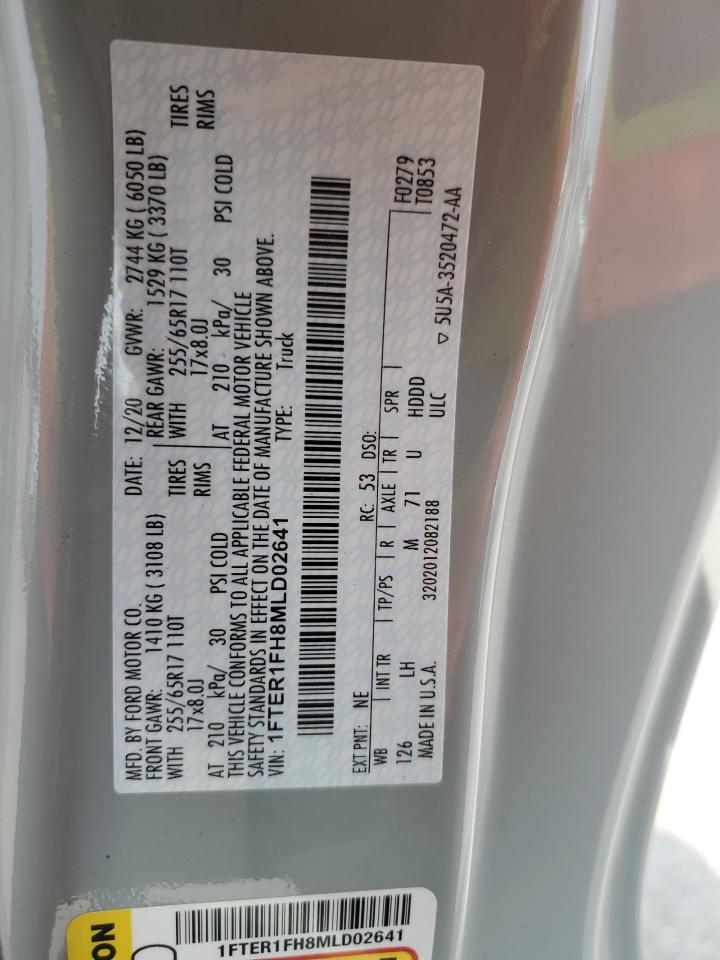 MFD. BY FORD MOTOR CO.
DATE: 12/20 GVWR: 2744 KG ( 6050 LB)
FRONT GAWR: 1410 KG ( 3108 LB) REAR GAWR: 1529 KG ( 3370 LB)
WITH 255/65R17 110T TIRES WITH 255/65R17 110T TIRES
17x8.0J RIMS 17x8.0J RIMS
AT 210 kPa/ 30 PSI COLD AT 210 kPa/ 30 PSI COLD
THIS VEHICLE CONFORMS TO ALL APPLICABLE FEDERAL MOTOR VEHICLE
SAFETY STANDARDS IN EFFECT ON THE DATE OF MANUFACTURE SHOWN ABOVE.
VIN: 1FTER1FH8MLD02641 TYPE: Truck
EXT PNT: NE RC: 53 DSO:
F0279
T0853
WB INT TR TP/PS R AXLE TR SPR
126 LH M 71 U HDDD
MADE IN U.S.A. 3202012082188 ULC
▽ 5U5A-3520472-AA
ON
1FTER1FH8MLD02641